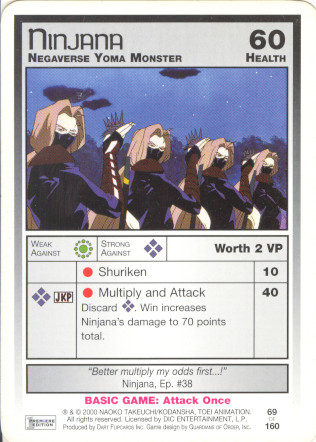 Ninjana
60
Negaverse Yoma Monster
Health
Weak Against
Strong Against
Worth 2 VP
Shuriken 10
JKP Multiply and Attack 40
Discard . Win increases
Ninjana's damage to 70 points
total.
"Better multiply my odds first...!"
Ninjana, Ep. #38
BASIC GAME: Attack Once
PREMIERE EDITION
® & © 2000 NAOKO TAKEUCHI/KODANSHA, TOEI ANIMATION.
All rights reserved. Licensed by DIC ENTERTAINMENT, L.P.
Produced by Dart Flipcards Inc. Game design by Guardians of Order, Inc.
69
OF
160